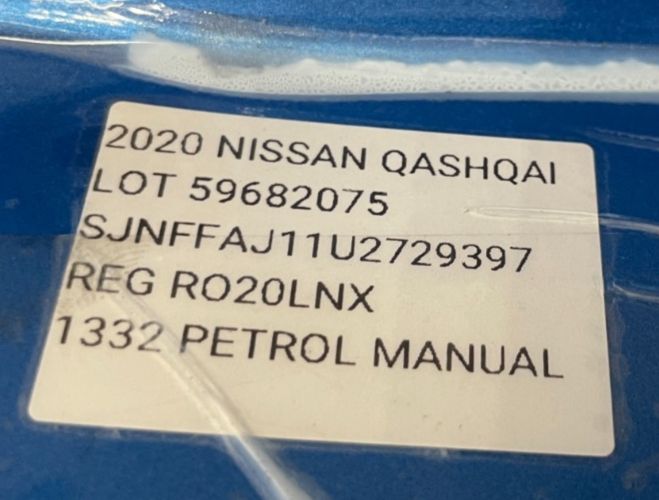 2020 NISSAN QASHQAI
LOT 59682075
SJNFFAJ11U2729397
REG RO20LNX
1332 PETROL MANUAL